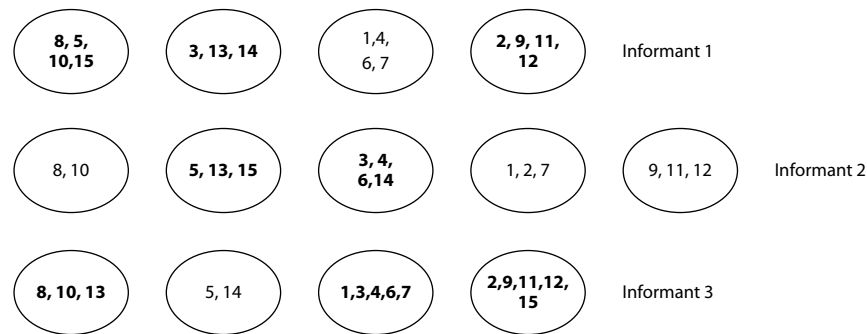 8, 5,
10,15
3, 13, 14
1,4,
6, 7
2, 9, 11,
12
Informant 1
8, 10
5, 13, 15
3, 4,
6,14
1, 2, 7
9, 11, 12
Informant 2
8, 10, 13
5, 14
1,3,4,6,7
2,9,11,12,
15
Informant 3